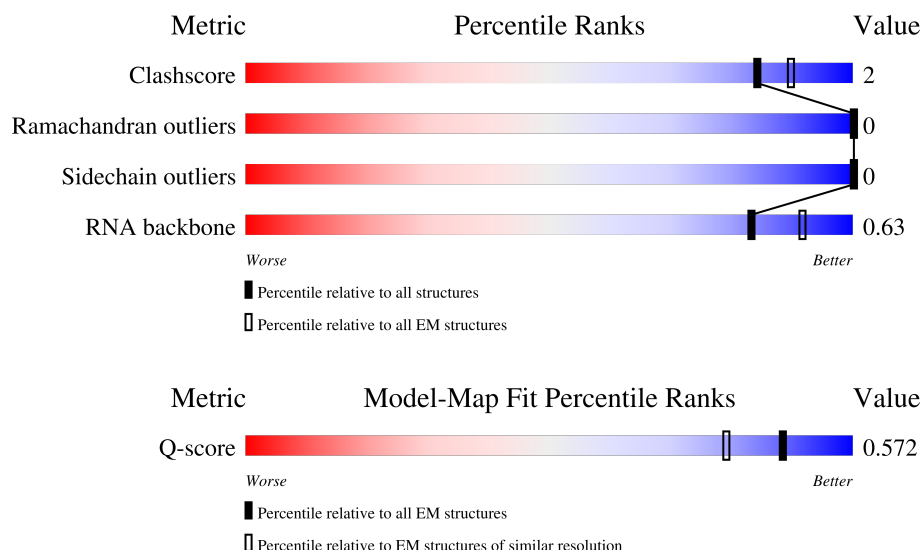 Metric Percentile Ranks Value
Clashscore 2
Ramachandran outliers 0
Sidechain outliers 0
RNA backbone 0.63
Worse Better
Percentile relative to all structures
Percentile relative to all EM structures
Metric Model-Map Fit Percentile Ranks Value
Q-score 0.572
Worse Better
Percentile relative to all EM structures
Percentile relative to EM structures of similar resolution